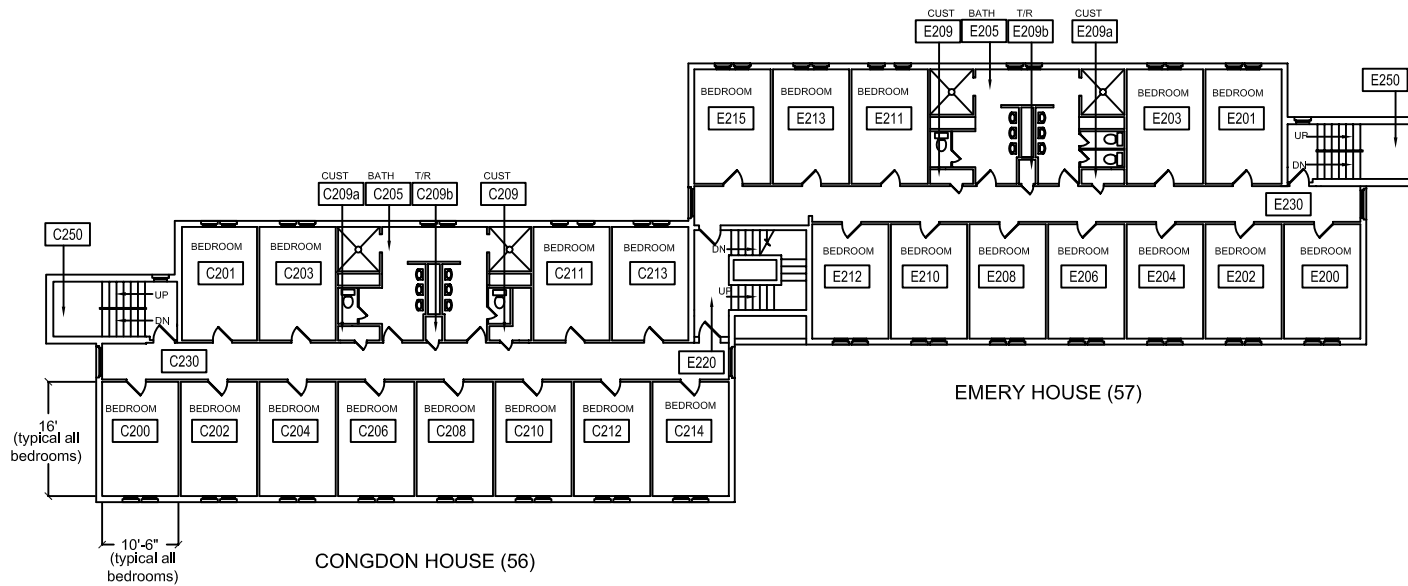 CUST BATH T/R CUST
E209 E205 E209b E209a
E250
BEDROOM BEDROOM BEDROOM BEDROOM BEDROOM
E215 E213 E211 E203 E201
UP
DN
CUST BATH T/R CUST
C209a C205 C209b C209
E230
C250
BEDROOM BEDROOM BEDROOM BEDROOM
C201 C203 C211 C213
DN
BEDROOM BEDROOM BEDROOM BEDROOM BEDROOM BEDROOM BEDROOM
E212 E210 E208 E206 E204 E202 E200
UP
DN
UP
C230
E220
EMERY HOUSE (57)
BEDROOM BEDROOM BEDROOM BEDROOM BEDROOM BEDROOM BEDROOM BEDROOM
C200 C202 C204 C206 C208 C210 C212 C214
16'
(typical all
bedrooms)
10'-6"
(typical all
bedrooms)
CONGDON HOUSE (56)